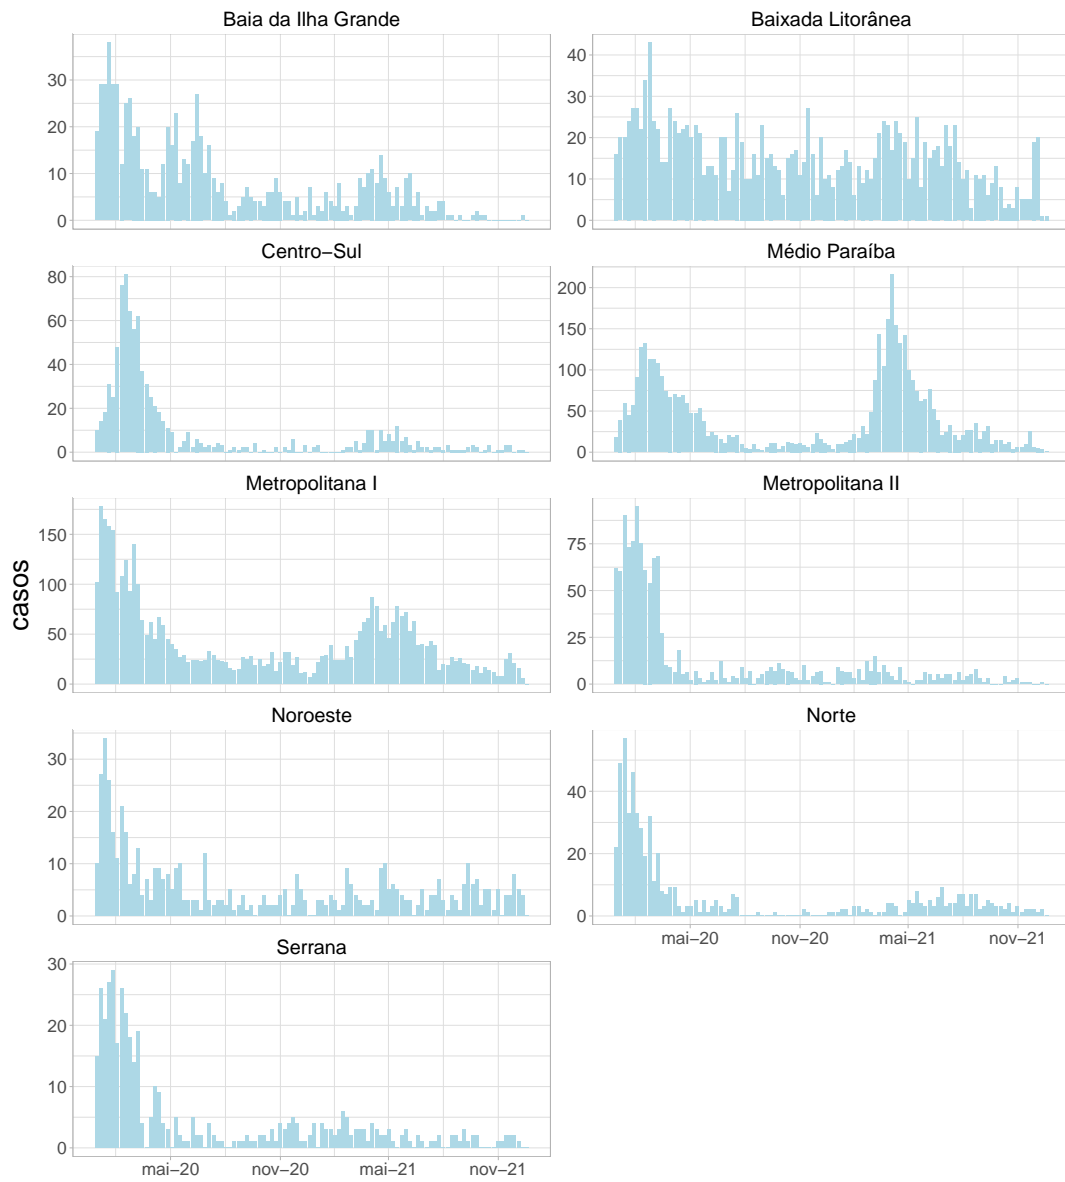 Baia da Ilha Grande
Baixada Litorânea
30
20
10
0
40
30
20
10
0
Centro−Sul
Médio Paraíba
80
60
40
20
0
200
150
100
50
0
Metropolitana I
Metropolitana II
casos
150
100
50
0
75
50
25
0
Noroeste
Norte
30
20
10
0
40
20
0
mai−20
nov−20
mai−21
nov−21
Serrana
30
20
10
0
mai−20
nov−20
mai−21
nov−21